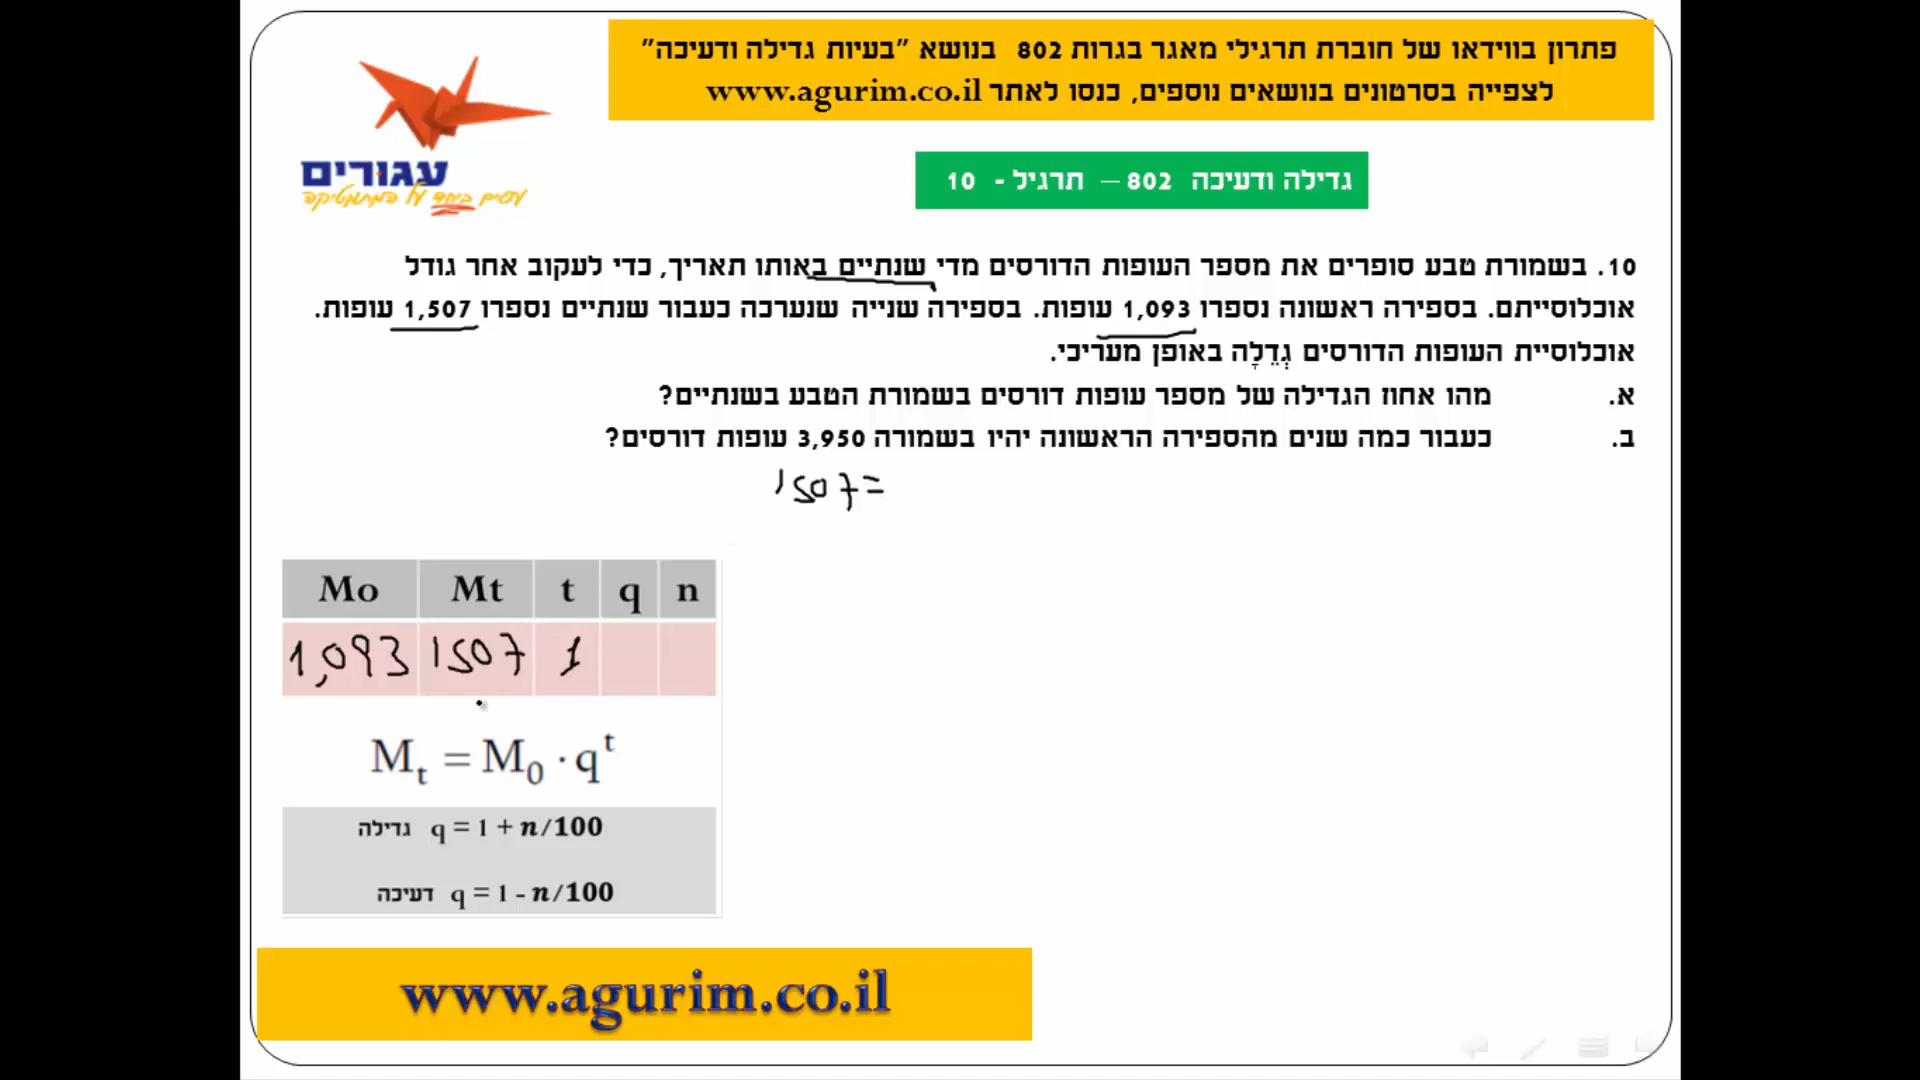 פתרון בווידאו של חוברת תרגילי מאגר בגרות 802 בנושא "בעיות גדילה ודעיכה"
לצפייה בסרטונים בנושאים נוספים, כנסו לאתר www.agurim.co.il
עגורים
עפים ביחד על המתמטיקה
גדילה ודעיכה 802 – תרגיל - 10
10. בשמורת טבע סופרים את מספר העופות הדורסים מדי שנתיים באותו תאריך, כדי לעקוב אחר גודל
אוכלוסייתם. בספירה ראשונה נספרו 1,093 עופות. בספירה שנייה שנערכה כעבור שנתיים נספרו 1,507 עופות.
אוכלוסיית העופות הדורסים גְדֵלָה באופן מעריכי.
א. מהו אחוז הגדילה של מספר עופות דורסים בשמורת הטבע בשנתיים?
ב. כעבור כמה שנים מהספירה הראשונה יהיו בשמורה 3,950 עופות דורסים?
1507=
Mo Mt t q n
1,093 1507 1
Mt = M0 · q^t
גדילה q = 1 + n/100
דעיכה q = 1 - n/100
www.agurim.co.il